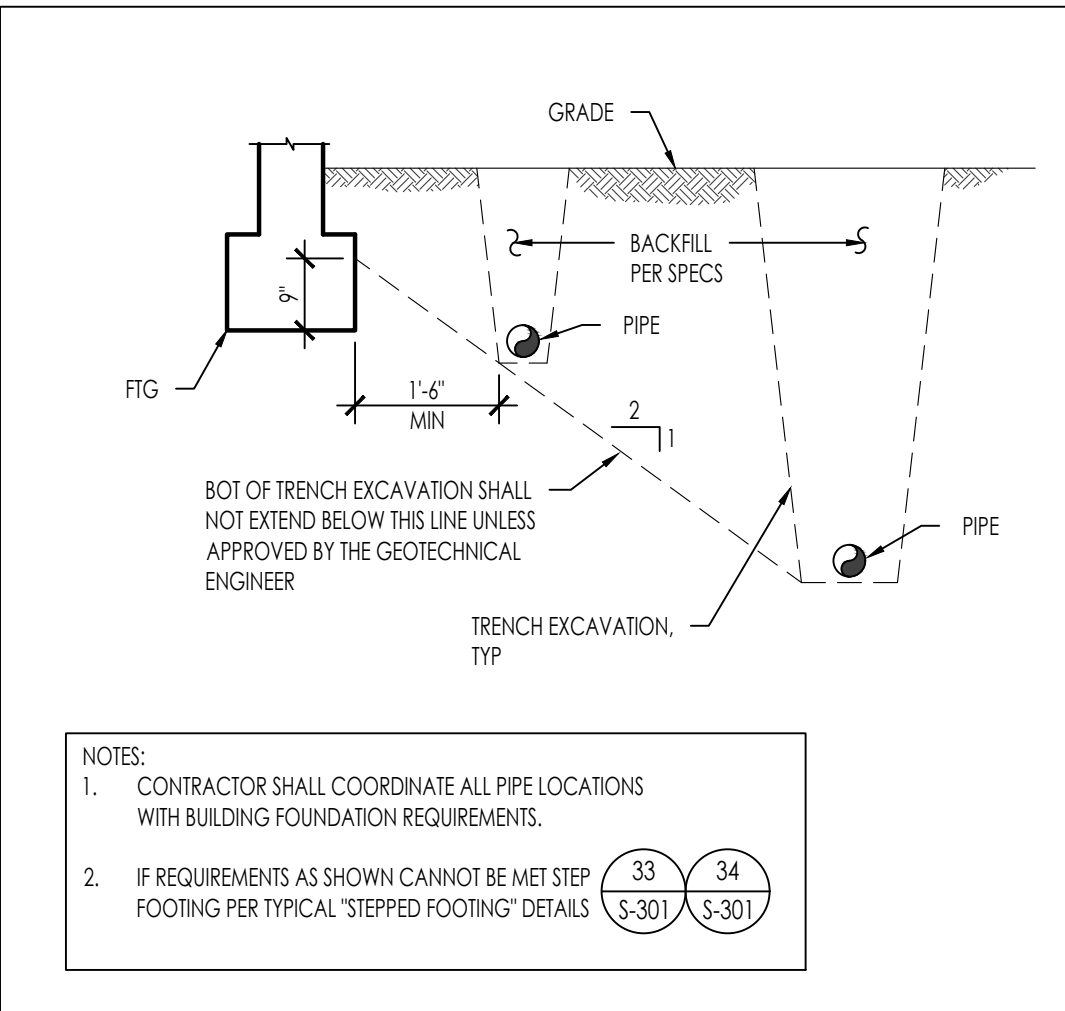 GRADE
BACKFILL
PER SPECS
9"
PIPE
FTG
1'-6"
MIN
2
1
BOT OF TRENCH EXCAVATION SHALL
NOT EXTEND BELOW THIS LINE UNLESS
APPROVED BY THE GEOTECHNICAL
ENGINEER
PIPE
TRENCH EXCAVATION,
TYP
NOTES:
1. CONTRACTOR SHALL COORDINATE ALL PIPE LOCATIONS
WITH BUILDING FOUNDATION REQUIREMENTS.
2. IF REQUIREMENTS AS SHOWN CANNOT BE MET STEP
FOOTING PER TYPICAL "STEPPED FOOTING" DETAILS
33
S-301
34
S-301